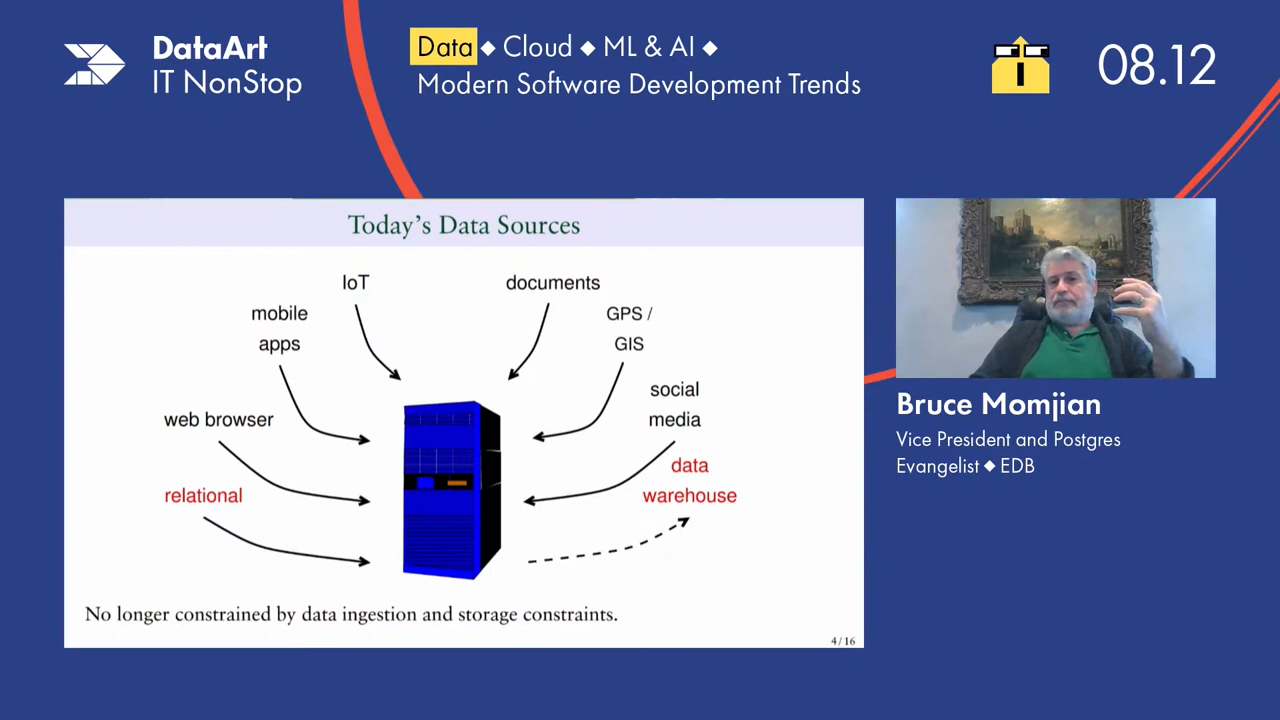 DataArt
IT NonStop
Data ◆ Cloud ◆ ML & AI ◆
Modern Software Development Trends
08.12
Today's Data Sources
IoT
documents
mobile
apps
GPS /
GIS
social
media
web browser
data
warehouse
relational
No longer constrained by data ingestion and storage constraints.
4 / 16
Bruce Momjian
Vice President and Postgres
Evangelist ◆ EDB